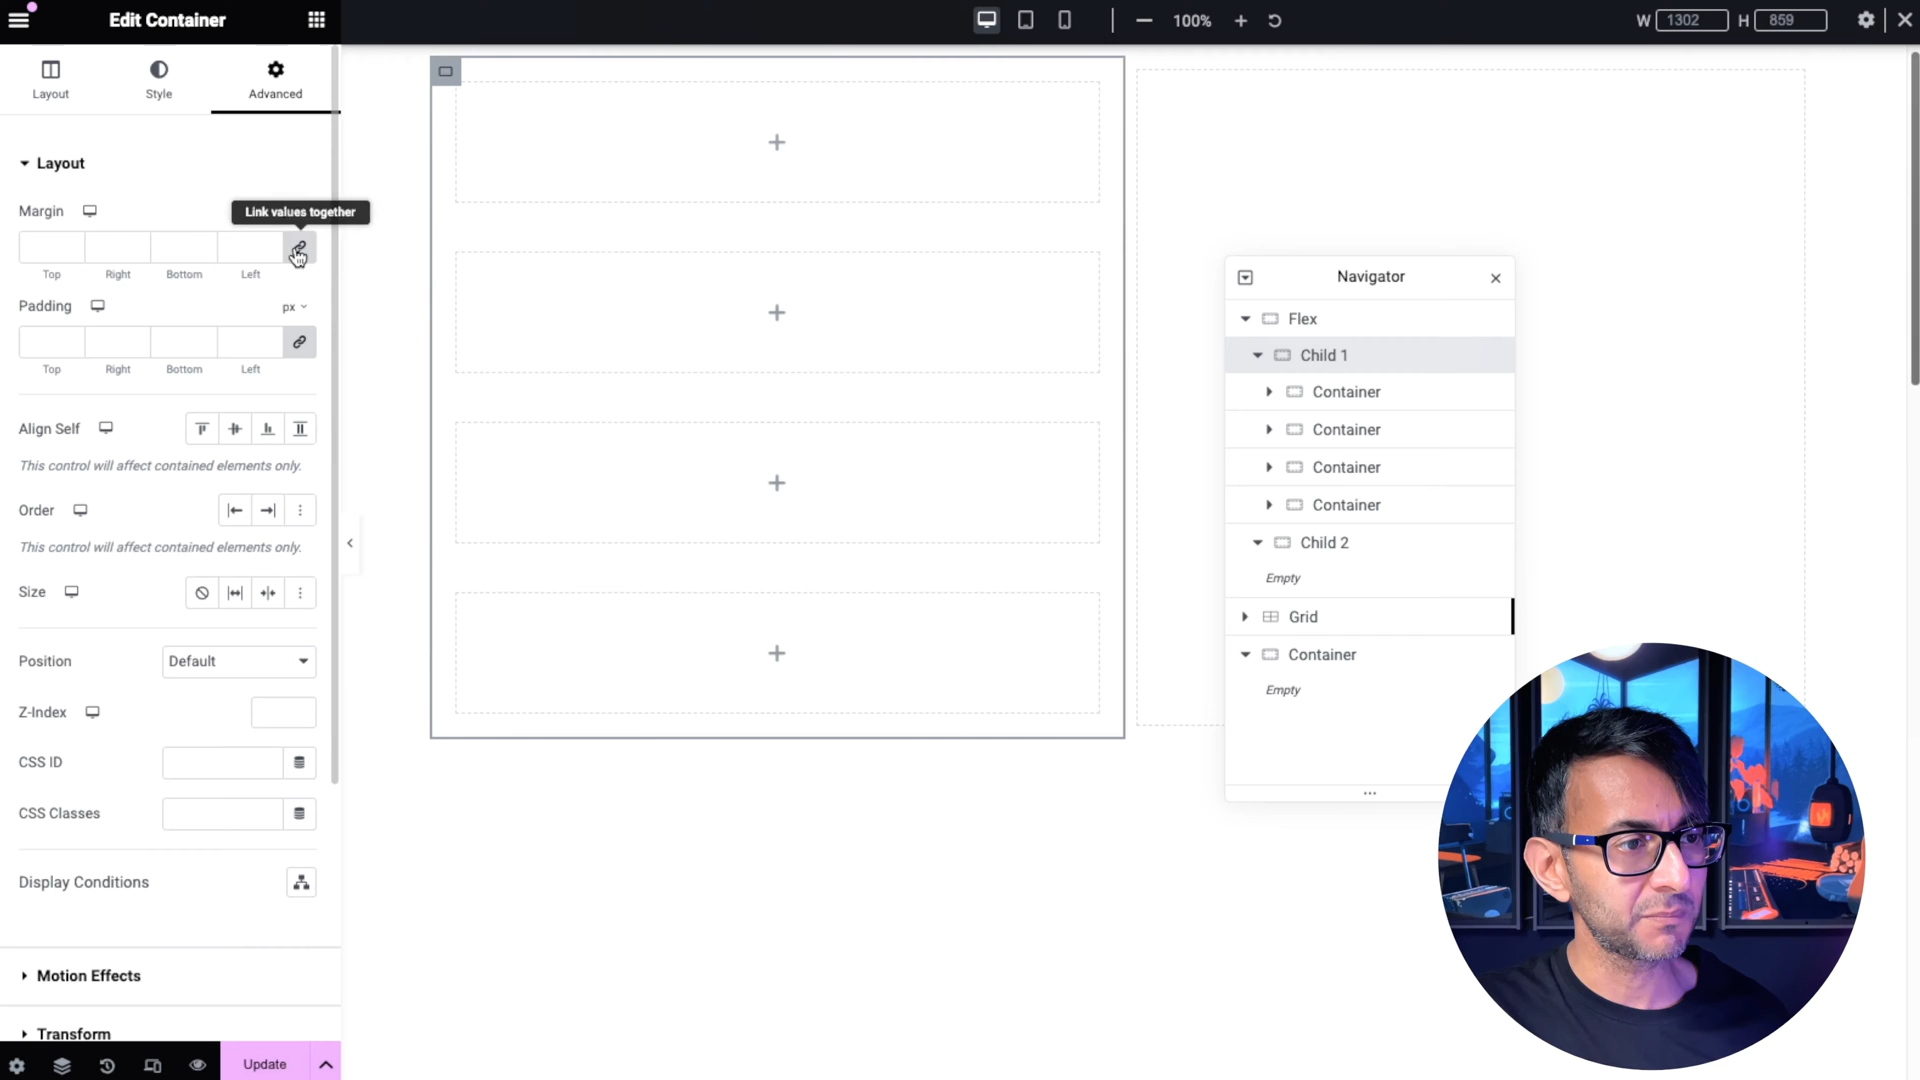 Edit Container
100%
W 1302 H 859
Layout
Style
Advanced
Layout
Margin
Link values together
Top Right Bottom Left
Padding
px
Top Right Bottom Left
Align Self
This control will affect contained elements only.
Order
This control will affect contained elements only.
Size
Position
Default
Z-Index
CSS ID
CSS Classes
Display Conditions
Motion Effects
Transform
Update
Navigator
Flex
Child 1
Container
Container
Container
Container
Child 2
Empty
Grid
Container
Empty